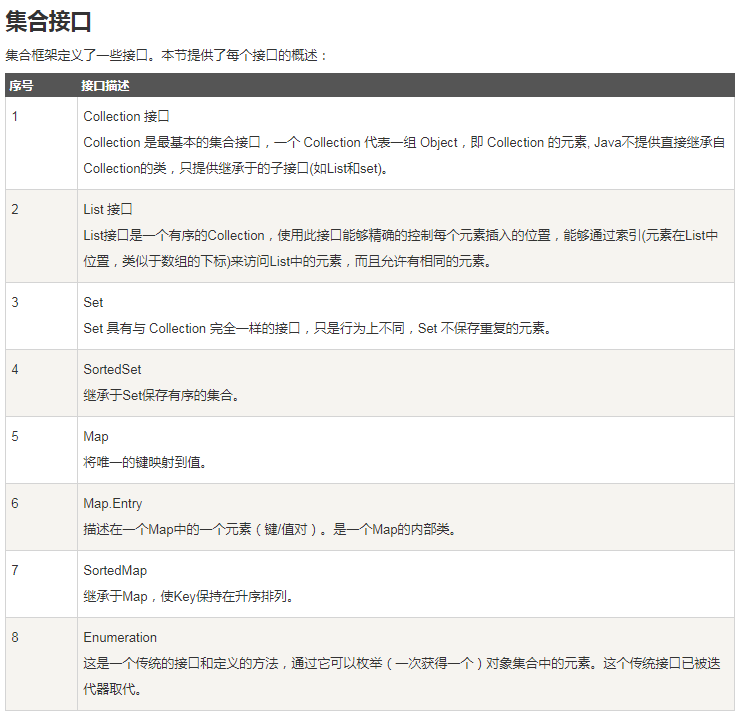 集合接口
集合框架定义了一些接口。本节提供了每个接口的概述：
序号 接口描述
1 Collection 接口
Collection 是最基本的集合接口，一个 Collection 代表一组 Object，即 Collection 的元素, Java不提供直接继承自
Collection的类，只提供继承于的子接口(如List和set)。
2 List 接口
List接口是一个有序的Collection，使用此接口能够精确的控制每个元素插入的位置，能够通过索引(元素在List中
位置，类似于数组的下标)来访问List中的元素，而且允许有相同的元素。
3 Set
Set 具有与 Collection 完全一样的接口，只是行为上不同，Set 不保存重复的元素。
4 SortedSet
继承于Set保存有序的集合。
5 Map
将唯一的键映射到值。
6 Map.Entry
描述在一个Map中的一个元素（键/值对）。是一个Map的内部类。
7 SortedMap
继承于Map，使Key保持在升序排列。
8 Enumeration
这是一个传统的接口和定义的方法，通过它可以枚举（一次获得一个）对象集合中的元素。这个传统接口已被迭
代器取代。